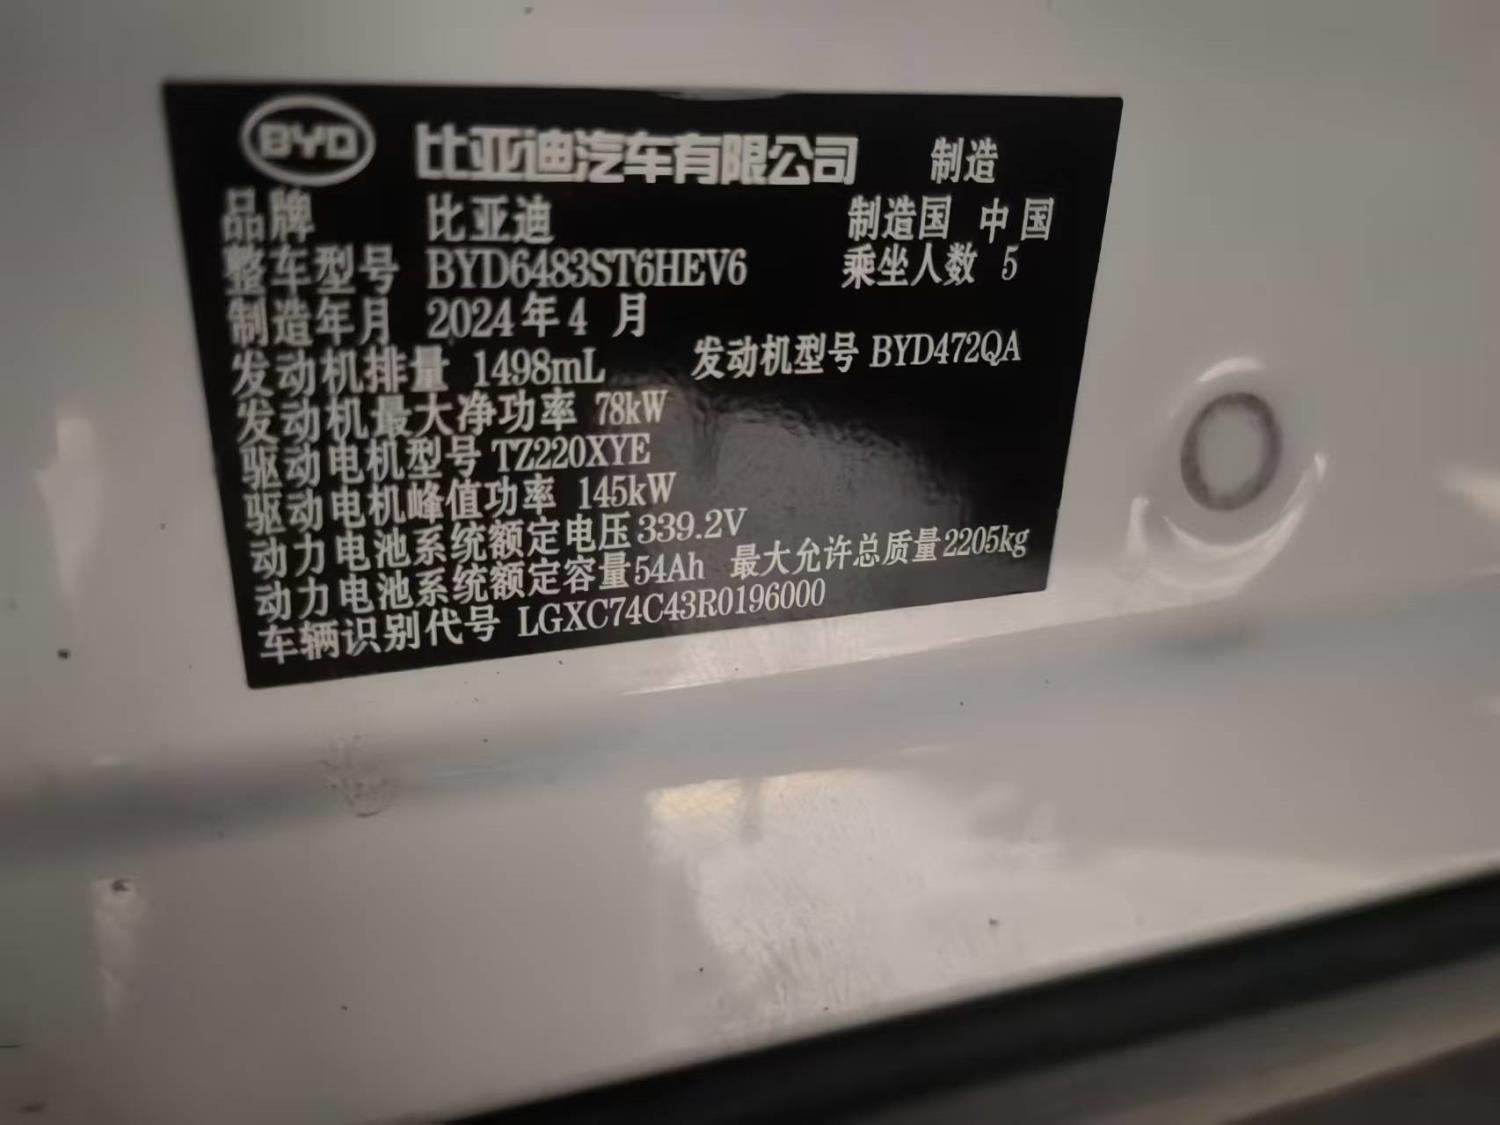 BYD 比亚迪汽车有限公司 制造
品牌 比亚迪 制造国 中国
整车型号 BYD6483ST6HEV6 乘坐人数 5
制造年月 2024年4月
发动机排量 1498mL 发动机型号 BYD472QA
发动机最大净功率 78kW
驱动电机型号 TZ220XYE
驱动电机峰值功率 145kW
动力电池系统额定电压 339.2V
动力电池系统额定容量 54Ah 最大允许总质量 2205kg
车辆识别代号 LGXC74C43R0196000